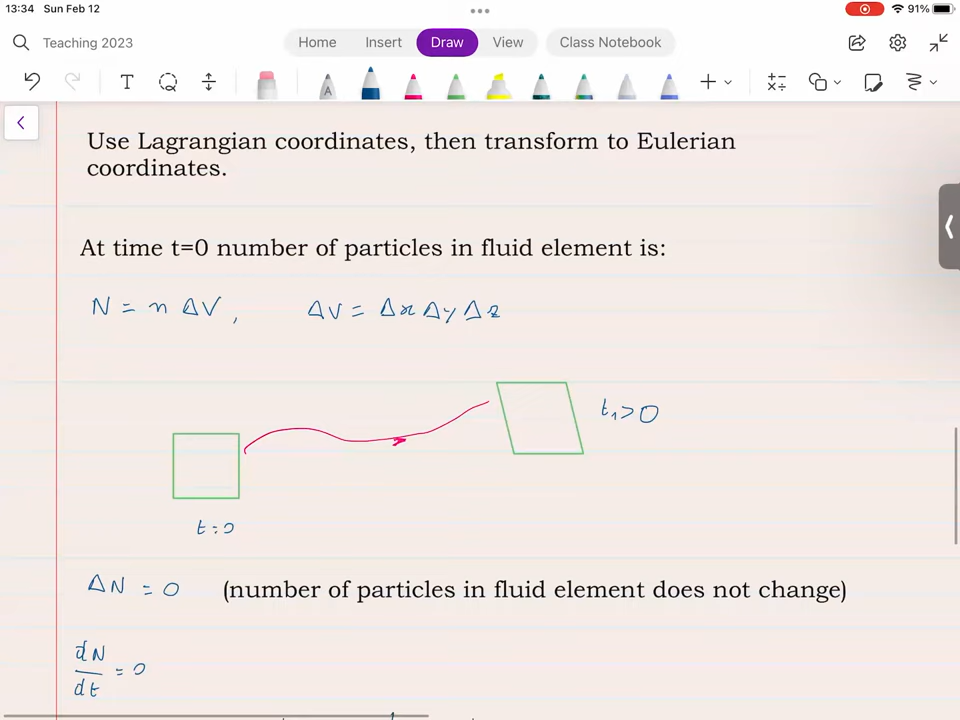 13:34 Sun Feb 12
91%
Teaching 2023
Home Insert Draw View Class Notebook
T
A
Use Lagrangian coordinates, then transform to Eulerian
coordinates.
At time t=0 number of particles in fluid element is:
N = n ΔV, ΔV = Δx Δy Δz
t₁>0
t=0
ΔN = 0 (number of particles in fluid element does not change)
dN
dt = 0